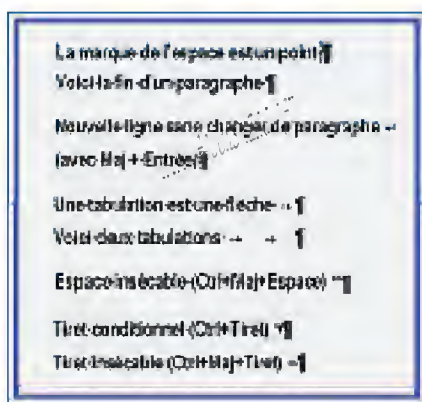 La marque de l'espace est un point¶
Voici·la·fin·d'un·paragraphe·¶
Nouvelle·ligne·sans·changer·de·paragraphe
(avec·Maj·+·Entrée)¶
Une·tabulation·est·une·flèche·→¶
Voici·deux·tabulations·→ → ¶
Espace·insécable·(Ctrl+Maj+Espace)·°¶
Tiret·conditionnel·(Ctrl+Tiret)·¬¶
Tiret·insécable·(Ctrl+Maj+Tiret)·–¶